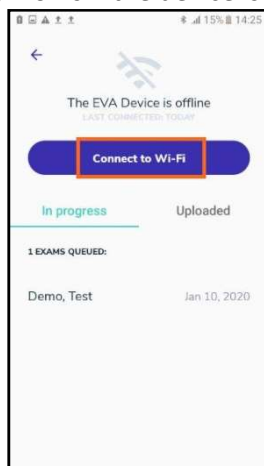 15% 14:25
The EVA Device is offline
LAST CONNECTED: TODAY
Connect to Wi-Fi
In progress Uploaded
1 EXAMS QUEUED:
Demo, Test Jan 10, 2020